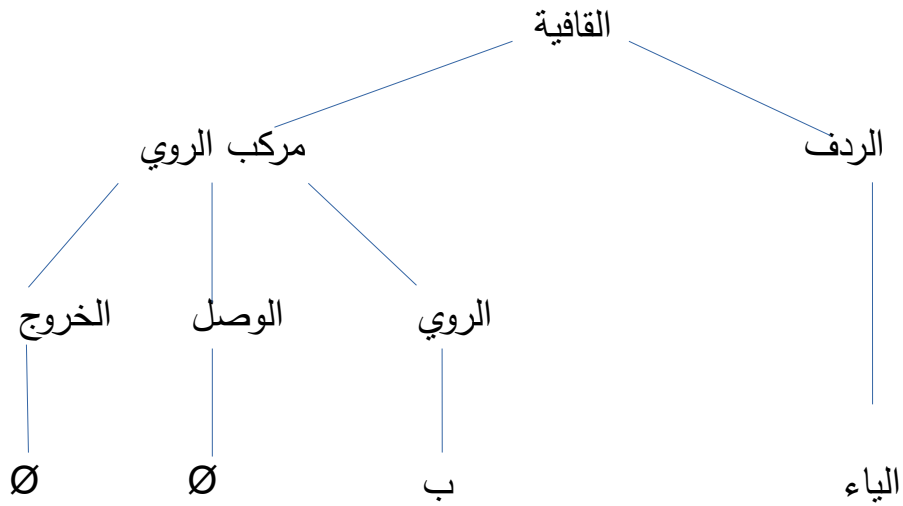 القافية
الردف
مركب الروي
الروي
الوصل
الخروج
الياء
ب
Ø
Ø